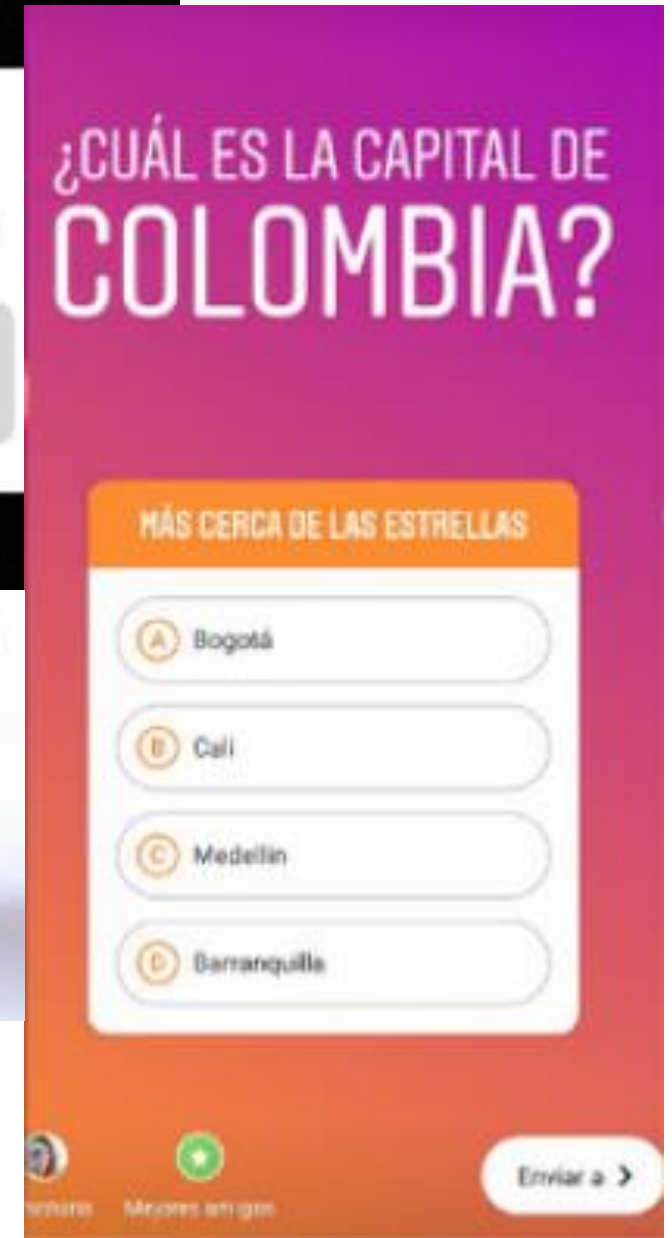 ¿CUÁL ES LA CAPITAL DE
COLOMBIA?
MÁS CERCA DE LAS ESTRELLAS
A Bogotá
B Cali
C Medellín
D Barranquilla
Mejores amigos
Enviar a >